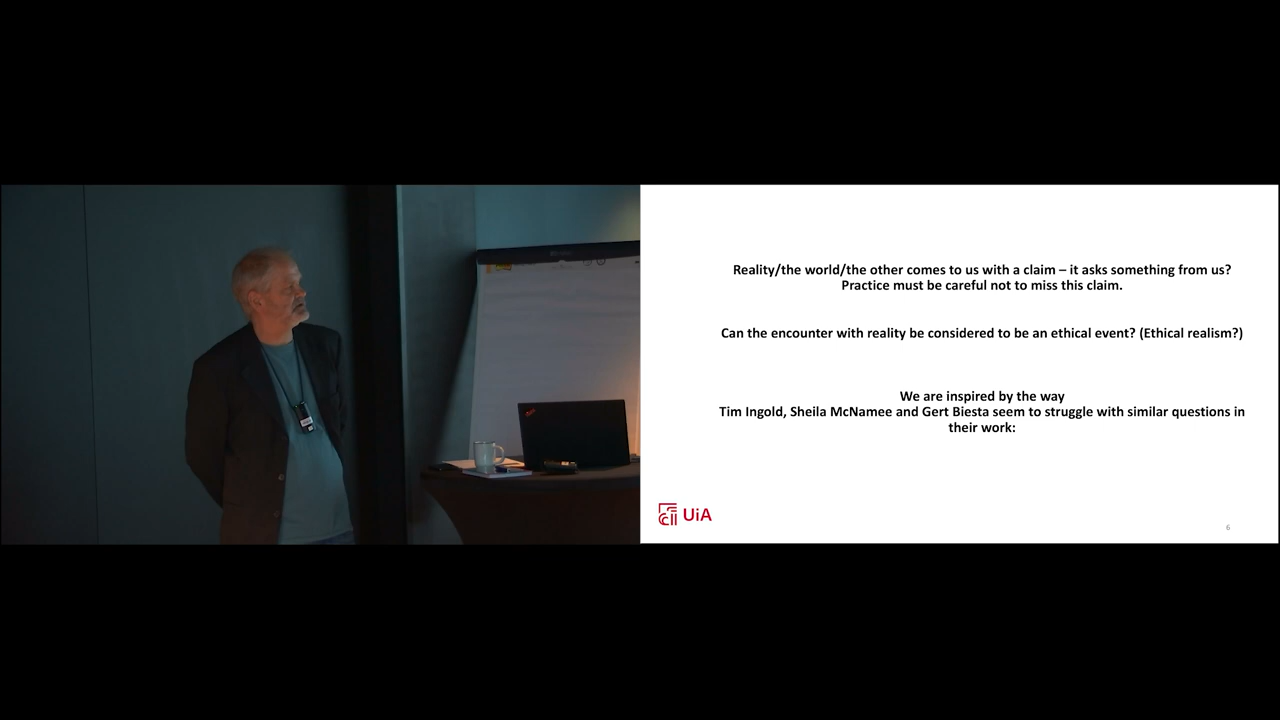 Reality/the world/the other comes to us with a claim – it asks something from us?
Practice must be careful not to miss this claim.
Can the encounter with reality be considered to be an ethical event? (Ethical realism?)
We are inspired by the way
Tim Ingold, Sheila McNamee and Gert Biesta seem to struggle with similar questions in
their work:
UiA
6